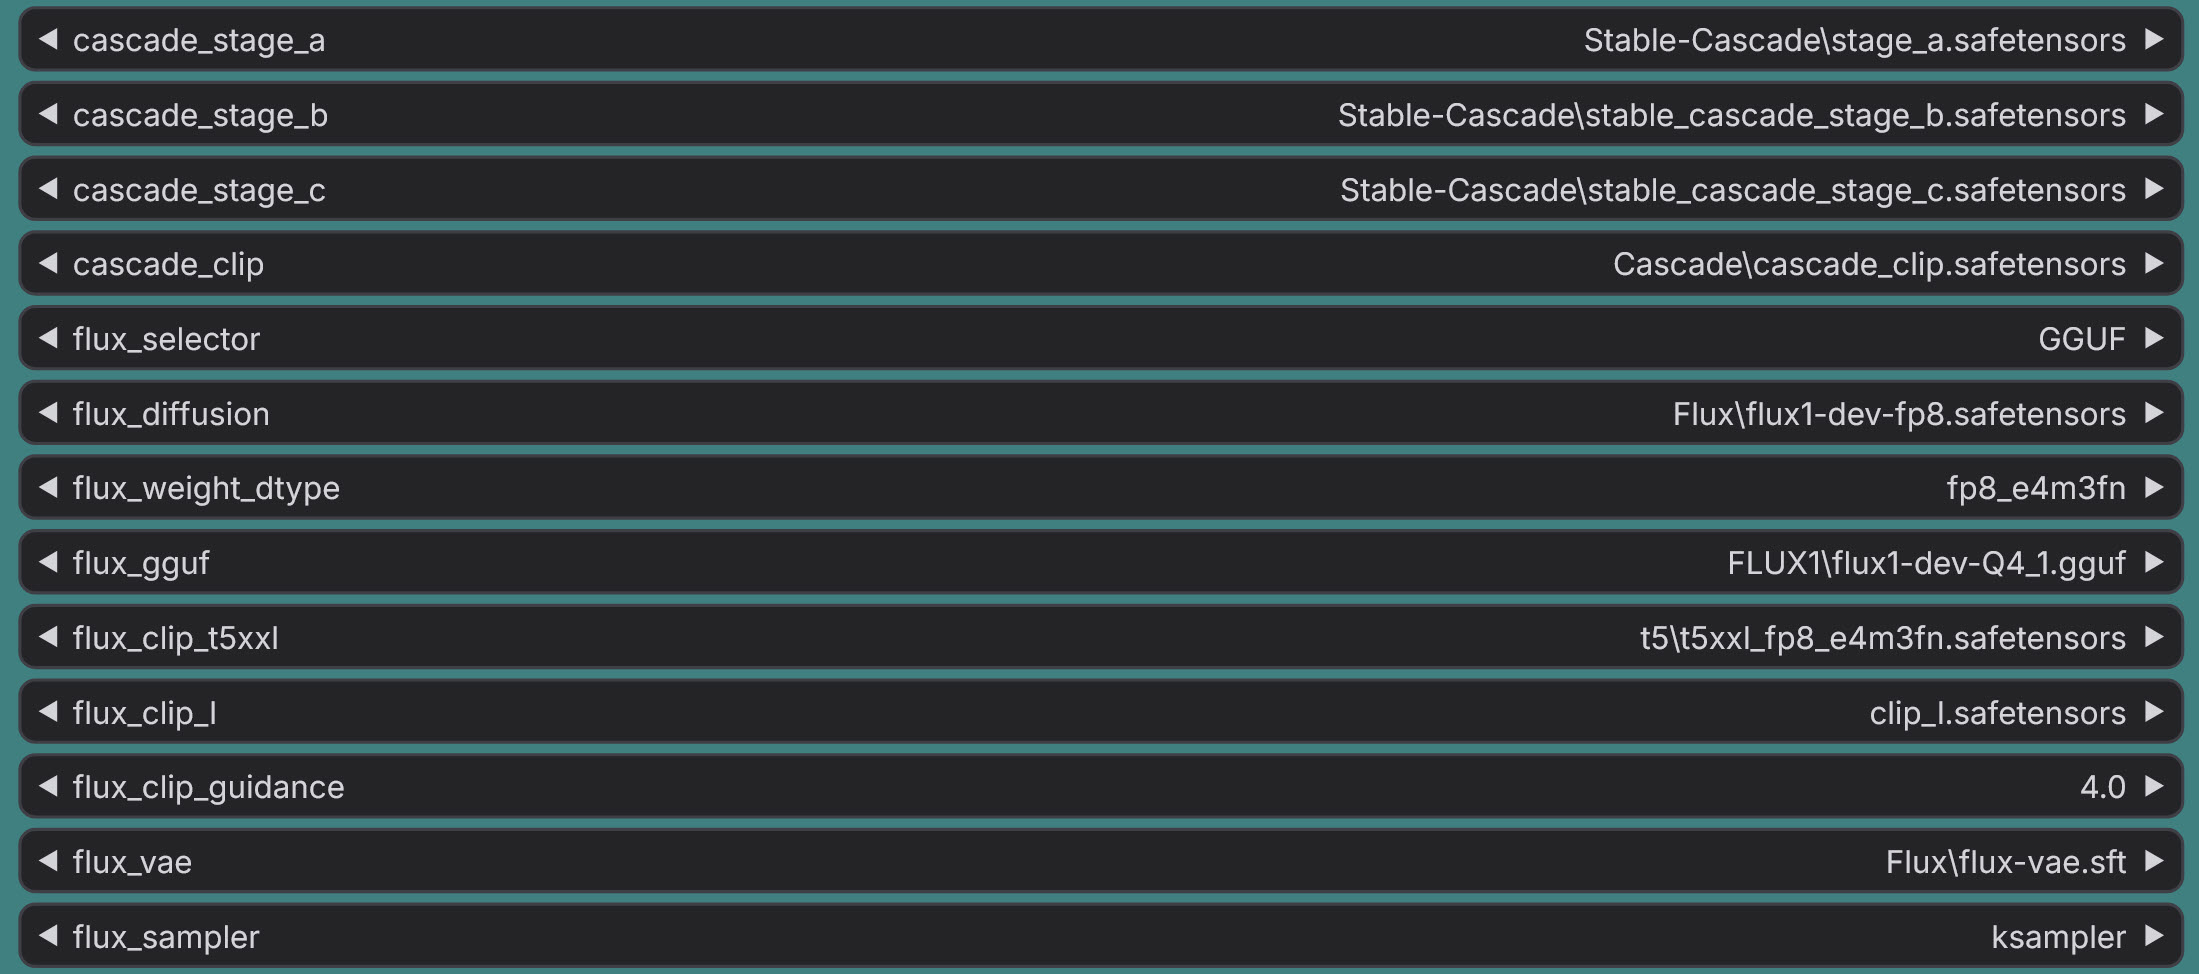 cascade_stage_a Stable-Cascade\stage_a.safetensors
cascade_stage_b Stable-Cascade\stable_cascade_stage_b.safetensors
cascade_stage_c Stable-Cascade\stable_cascade_stage_c.safetensors
cascade_clip Cascade\cascade_clip.safetensors
flux_selector GGUF
flux_diffusion Flux\flux1-dev-fp8.safetensors
flux_weight_dtype fp8_e4m3fn
flux_gguf FLUX1\flux1-dev-Q4_1.gguf
flux_clip_t5xxl t5\t5xxl_fp8_e4m3fn.safetensors
flux_clip_l clip_l.safetensors
flux_clip_guidance 4.0
flux_vae Flux\flux-vae.sft
flux_sampler ksampler